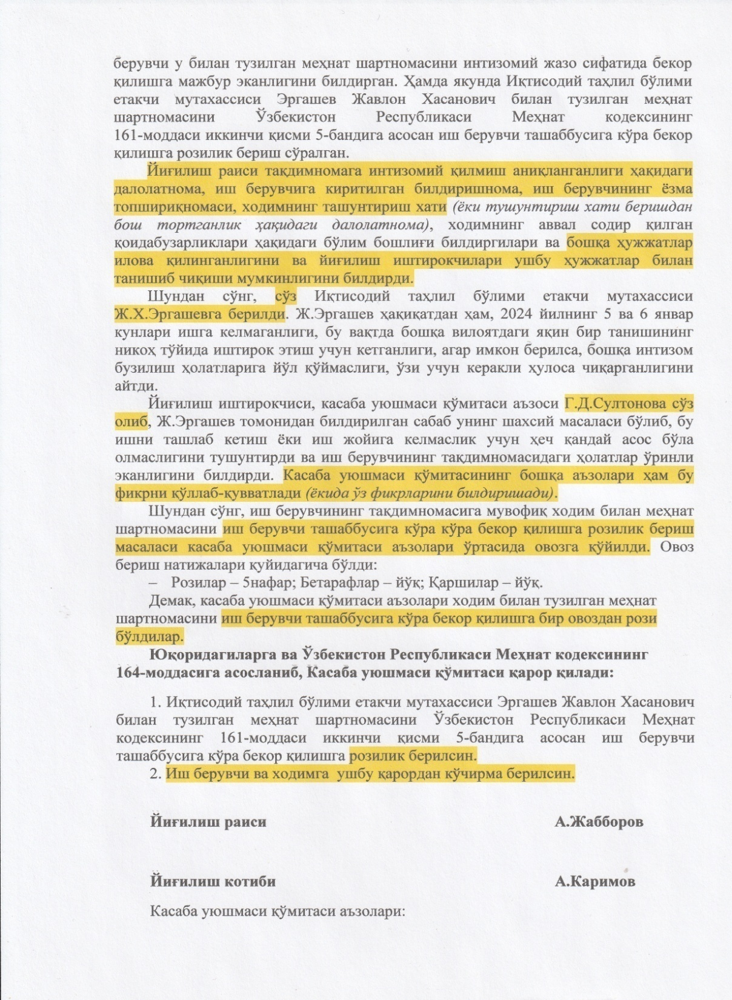 берувчи у билан тузилган меҳнат шартномасини интизомий жазо сифатида бекор
қилишга мажбур эканлигини билдирган. Ҳамда якунда Иқтисодий таҳлил бўлими
етакчи мутахассиси Эргашев Жавлон Хасанович билан тузилган меҳнат
шартномасини Ўзбекистон Республикаси Меҳнат кодексининг
161-моддаси иккинчи қисми 5-бандига асосан иш берувчи ташаббусига кўра бекор
қилишга розилик бериш сўралган.
Йиғилиш раиси тақдимномага интизомий қилмиш аниқланганлиги ҳақидаги
далолатнома, иш берувчига киритилган билдиришнома, иш берувчининг ёзма
топшириқномаси, ходимнинг ташунтириш хати (ёки тушунтириш хати беришдан
бош тортганлик ҳақидаги далолатнома), ходимнинг аввал содир қилган
қоидабузарликлари ҳақидаги бўлим бошлиғи билдиргилари ва бошқа ҳужжатлар
илова қилинганлигини ва йиғилиш иштирокчилари ушбу ҳужжатлар билан
танишиб чиқиши мумкинлигини билдирди.
Шундан сўнг, сўз Иқтисодий таҳлил бўлими етакчи мутахассиси
Ж.Х.Эргашевга берилди. Ж.Эргашев ҳақиқатдан ҳам, 2024 йилнинг 5 ва 6 январ
кунлари ишга келмаганлиги, бу вақтда бошқа вилоятдаги яқин бир танишининг
никоҳ тўйида иштирок этиш учун кетганлиги, агар имкон берилса, бошқа интизом
бузилиш ҳолатларига йўл қўймаслиги, ўзи учун керакли ҳулоса чиқарганлигини
айтди.
Йиғилиш иштирокчиси, касаба уюшмаси қўмитаси аъзоси Г.Д.Султонова сўз
олиб, Ж.Эргашев томонидан билдирилган сабаб унинг шахсий масаласи бўлиб, бу
ишни ташлаб кетиш ёки иш жойига келмаслик учун ҳеч қандай асос бўла
олмаслигини тушунтирди ва иш берувчининг тақдимномасидаги ҳолатлар ўринли
эканлигини билдирди. Касаба уюшмаси қўмитасининг бошқа аъзолари ҳам бу
фикрни қўллаб-қувватлади (ёкида ўз фикрларини билдиришади).
Шундан сўнг, иш берувчининг тақдимномасига мувофиқ ходим билан меҳнат
шартномасини иш берувчи ташаббусига кўра кўра бекор қилишга розилик бериш
масаласи касаба уюшмаси қўмитаси аъзолари ўртасида овозга қўйилди. Овоз
бериш натижалари қуйидагича бўлди:
– Розилар – 5нафар; Бетарафлар – йўқ; Қаршилар – йўқ.
Демак, касаба уюшмаси қўмитаси аъзолари ходим билан тузилган меҳнат
шартномасини иш берувчи ташаббусига кўра бекор қилишга бир овоздан рози
бўлдилар.
Юқоридагиларга ва Ўзбекистон Республикаси Меҳнат кодексининг
164-моддасига асосланиб, Касаба уюшмаси қўмитаси қарор қилади:
1. Иқтисодий таҳлил бўлими етакчи мутахассиси Эргашев Жавлон Хасанович
билан тузилган меҳнат шартномасини Ўзбекистон Республикаси Меҳнат
кодексининг 161-моддаси иккинчи қисми 5-бандига асосан иш берувчи
ташаббусига кўра бекор қилишга розилик берилсин.
2. Иш берувчи ва ходимга ушбу қарордан кўчирма берилсин.
Йиғилиш раиси А.Жабборов
Йиғилиш котиби А.Каримов
Касаба уюшмаси қўмитаси аъзолари: